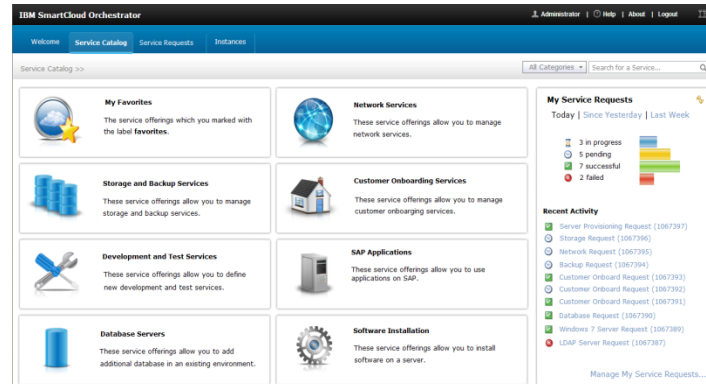 IBM SmartCloud Orchestrator
Administrator | Help | About | Logout
Welcome Service Catalog Service Requests Instances
Service Catalog >>
All Categories Search for a Service...
My Favorites
The service offerings which you marked with
the label favorites.
Network Services
These service offerings allow you to manage
network services.
Storage and Backup Services
These service offerings allow you to manage
storage and backup services.
Customer Onboarding Services
These service offerings allow you to manage
customer onboarging services.
Development and Test Services
These service offerings allow you to define
new development and test services.
SAP Applications
These service offerings allow you to use
applications on SAP.
Database Servers
These service offerings allow you to add
additional database in an existing environment.
Software Installation
These service offerings allow you to install
software on a server.
My Service Requests
Today | Since Yesterday | Last Week
3 in progress
5 pending
7 successful
2 failed
Recent Activity
Server Provisioning Request (1067397)
Storage Request (1067396)
Network Request (1067395)
Backup Request (1067394)
Customer Onboard Request (1067393)
Customer Onboard Request (1067392)
Customer Onboard Request (1067391)
Database Request (1067390)
Windows 7 Server Request (1067389)
LDAP Server Request (1067387)
Manage My Service Requests...